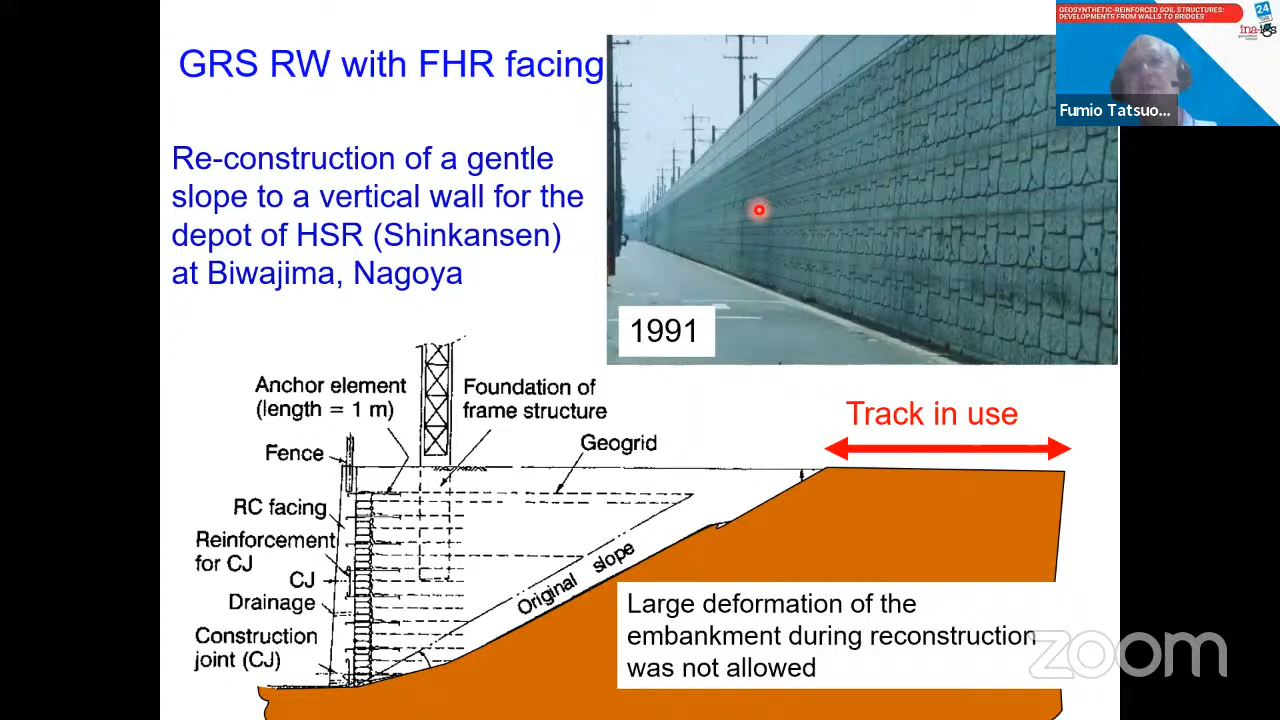 GEOSYNTHETIC-REINFORCED SOIL STRUCTURES:
DEVELOPMENTS FROM WALLS TO BRIDGES
24
ina-igs
Fumio Tatsuo...
GRS RW with FHR facing
Re-construction of a gentle
slope to a vertical wall for the
depot of HSR (Shinkansen)
at Biwajima, Nagoya
1991
Anchor element
(length = 1 m)
Foundation of
frame structure
Fence
Geogrid
Track in use
RC facing
Reinforcement
for CJ
CJ
Drainage
Construction
joint (CJ)
Original slope
Large deformation of the
embankment during reconstruction
was not allowed
zoom